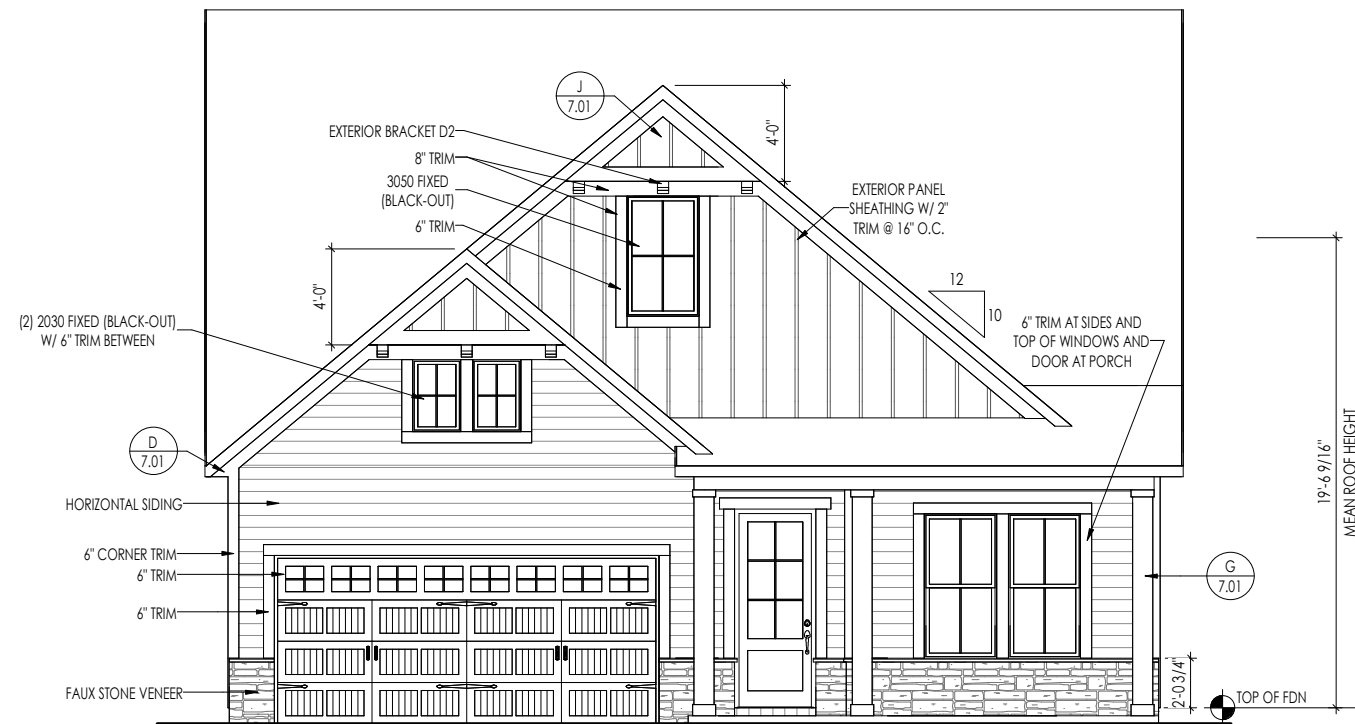 J
7.01
EXTERIOR BRACKET D2
8" TRIM
3050 FIXED
(BLACK-OUT)
6" TRIM
4'-0"
EXTERIOR PANEL
SHEATHING W/ 2"
TRIM @ 16" O.C.
12
10
4'-0"
(2) 2030 FIXED (BLACK-OUT)
W/ 6" TRIM BETWEEN
6" TRIM AT SIDES AND
TOP OF WINDOWS AND
DOOR AT PORCH
D
7.01
HORIZONTAL SIDING
6" CORNER TRIM
6" TRIM
6" TRIM
FAUX STONE VENEER
G
7.01
2'-0 3/4"
TOP OF FDN
19'-6 9/16"
MEAN ROOF HEIGHT